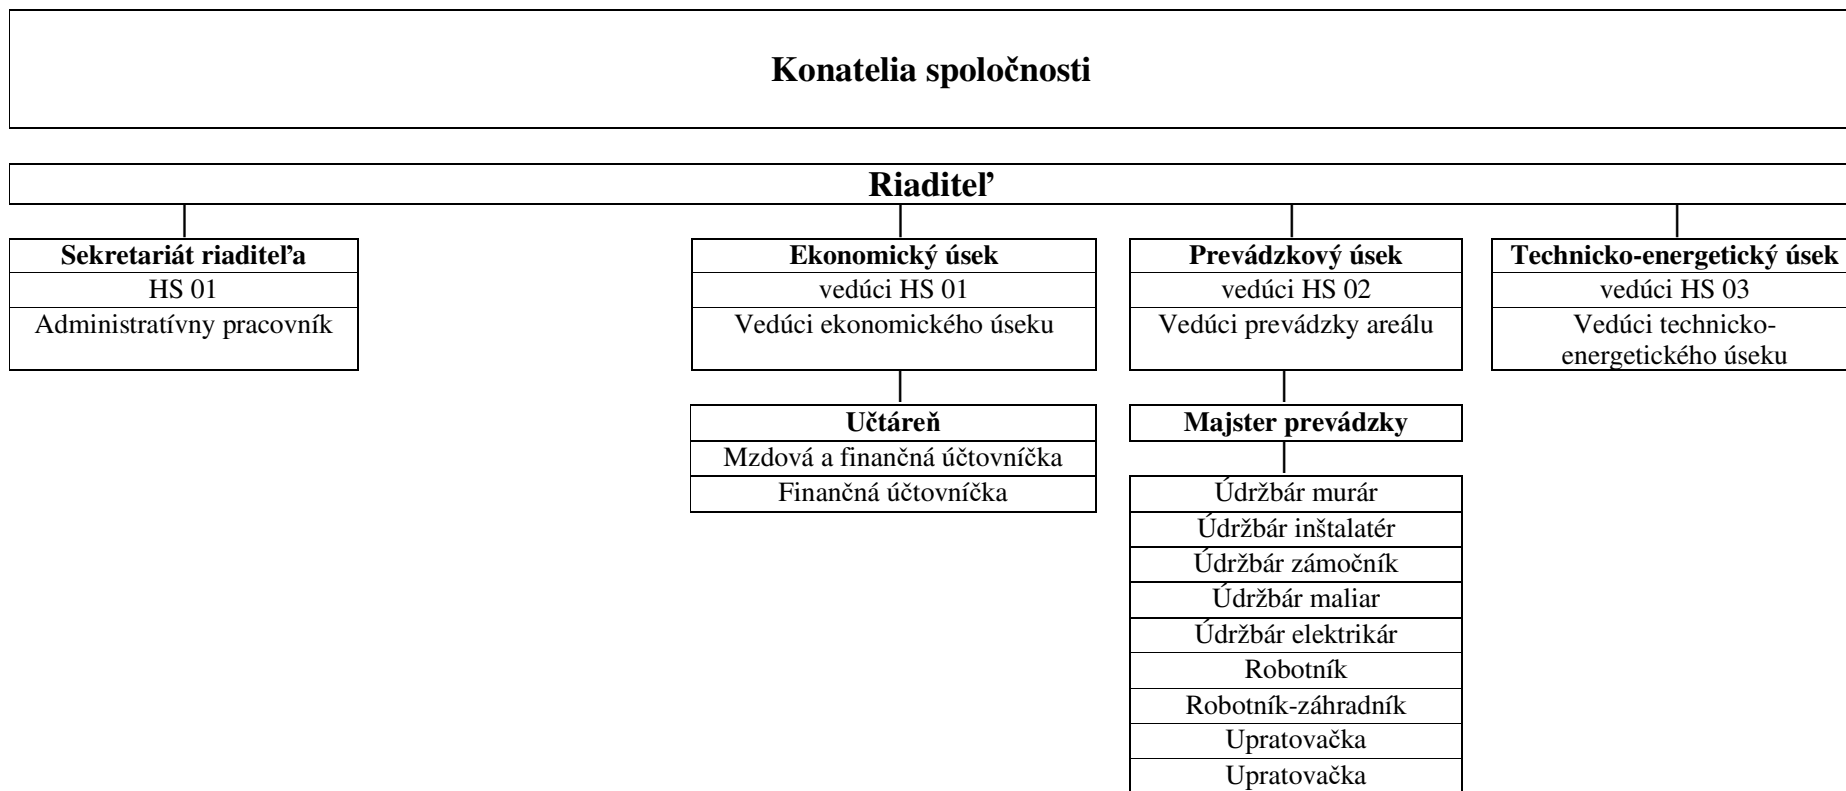 Konatelia spoločnosti
Riaditeľ
Sekretariát riaditeľa
HS 01
Administratívny pracovník
Ekonomický úsek
vedúci HS 01
Vedúci ekonomického úseku
Prevádzkový úsek
vedúci HS 02
Vedúci prevádzky areálu
Technicko-energetický úsek
vedúci HS 03
Vedúci technicko-
energetického úseku
Učtáreň
Mzdová a finančná účtovníčka
Finančná účtovníčka
Majster prevádzky
Údržbár murár
Údržbár inštalatér
Údržbár zámočník
Údržbár maliar
Údržbár elektrikár
Robotník
Robotník-záhradník
Upratovačka
Upratovačka